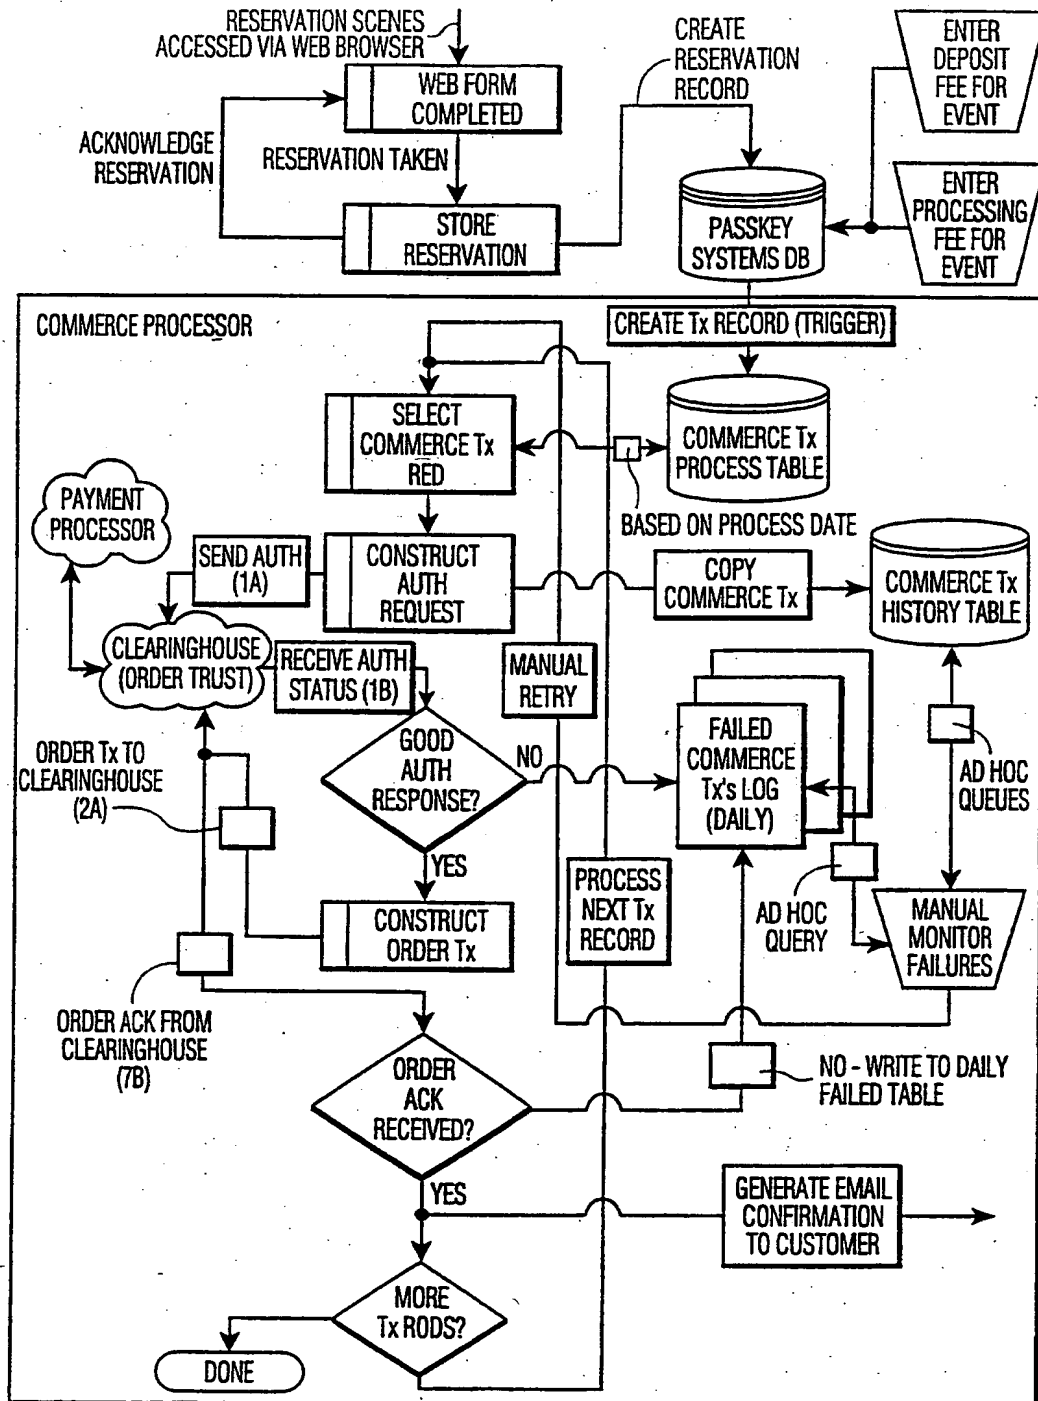 RESERVATION SCENES
ACCESSED VIA WEB BROWSER
CREATE
RESERVATION
RECORD
ENTER
DEPOSIT
FEE FOR
EVENT
WEB FORM
COMPLETED
ACKNOWLEDGE
RESERVATION
RESERVATION TAKEN
STORE
RESERVATION
PASSKEY
SYSTEMS DB
ENTER
PROCESSING
FEE FOR
EVENT
COMMERCE PROCESSOR
CREATE Tx RECORD (TRIGGER)
SELECT
COMMERCE Tx
RED
COMMERCE Tx
PROCESS TABLE
BASED ON PROCESS DATE
PAYMENT
PROCESSOR
SEND AUTH
(1A)
CONSTRUCT
AUTH
REQUEST
COPY
COMMERCE Tx
COMMERCE Tx
HISTORY TABLE
CLEARINGHOUSE
(ORDER TRUST)
RECEIVE AUTH
STATUS (1B)
MANUAL
RETRY
GOOD
AUTH
RESPONSE?
NO
FAILED
COMMERCE
Tx's LOG
(DAILY)
AD HOC
QUEUES
ORDER Tx TO
CLEARINGHOUSE
(2A)
YES
CONSTRUCT
ORDER Tx
PROCESS
NEXT Tx
RECORD
AD HOC
QUERY
MANUAL
MONITOR
FAILURES
ORDER ACK FROM
CLEARINGHOUSE
(7B)
ORDER
ACK
RECEIVED?
NO - WRITE TO DAILY
FAILED TABLE
YES
GENERATE EMAIL
CONFIRMATION
TO CUSTOMER
MORE
Tx RODS?
DONE